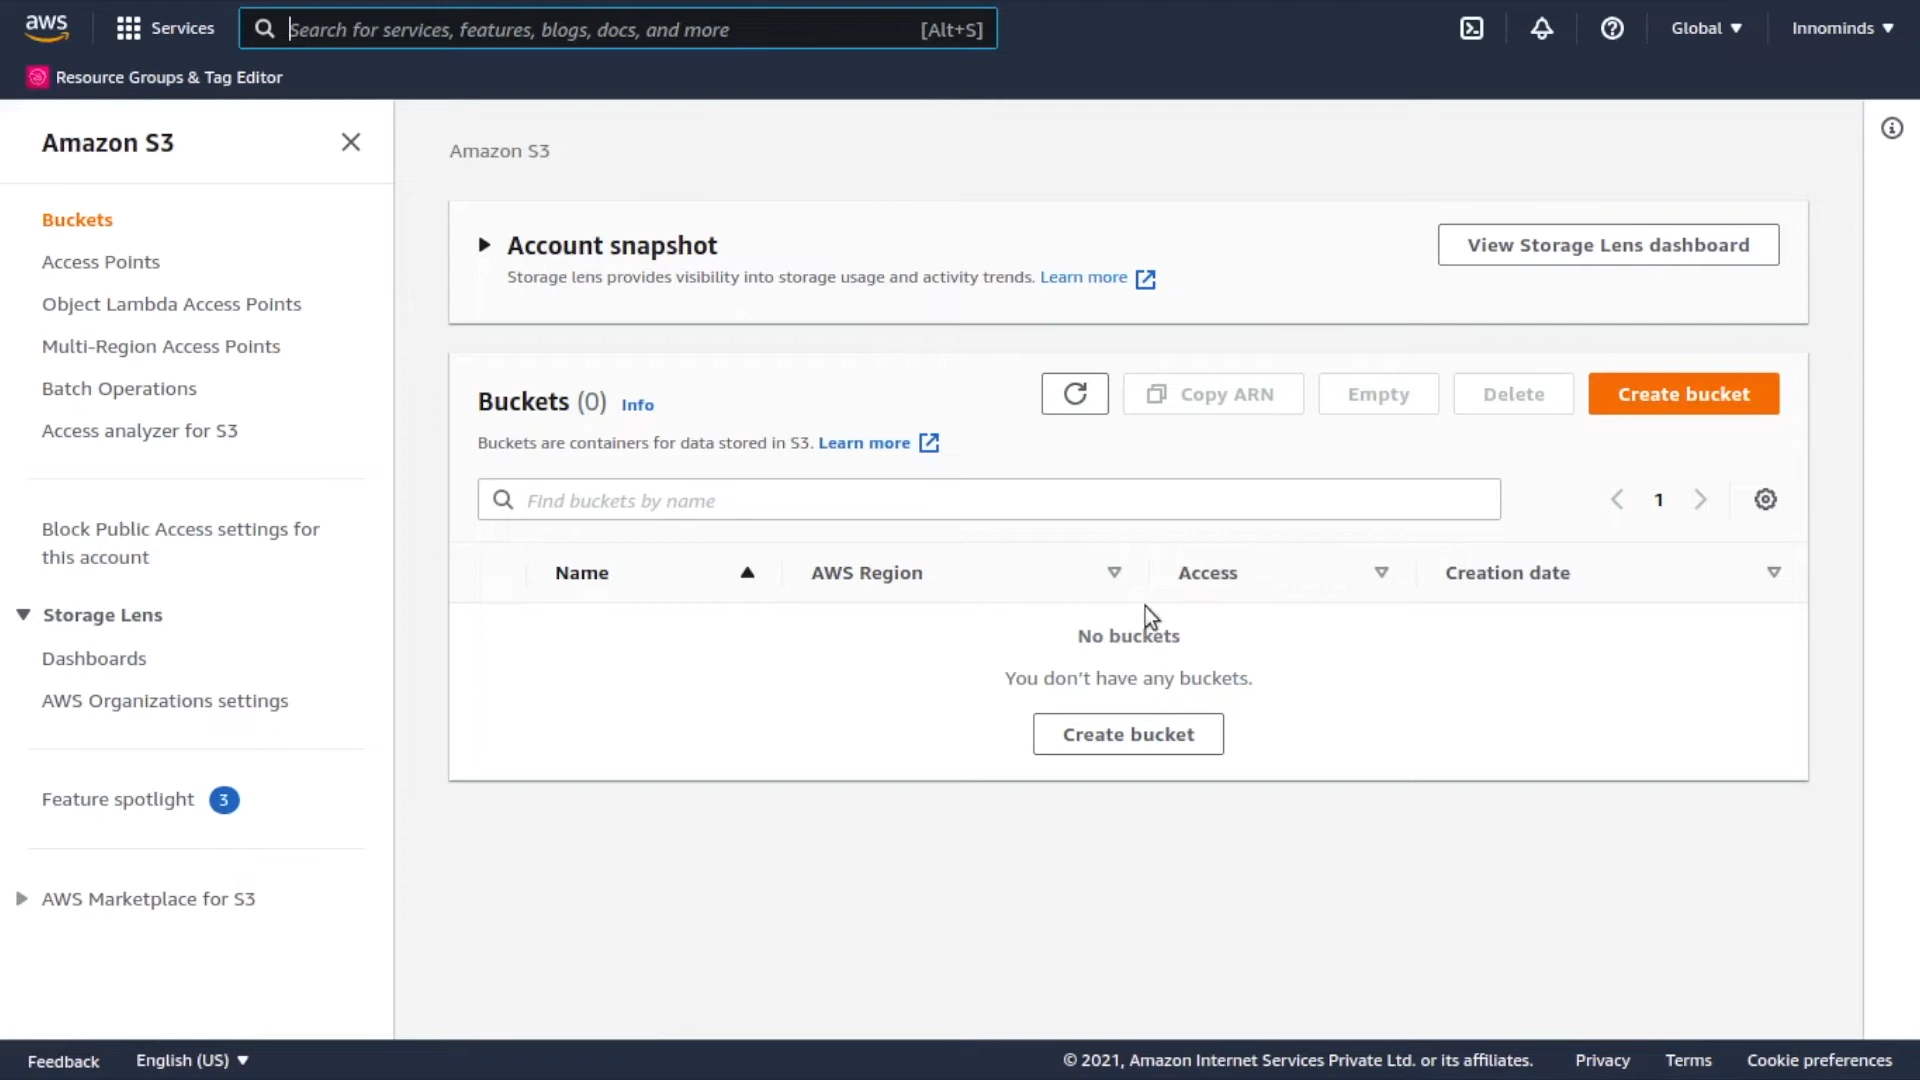 aws
Services
Search for services, features, blogs, docs, and more
[Alt+S]
Global
Innominds
Resource Groups & Tag Editor
Amazon S3
Buckets
Access Points
Object Lambda Access Points
Multi-Region Access Points
Batch Operations
Access analyzer for S3
Block Public Access settings for
this account
Storage Lens
Dashboards
AWS Organizations settings
Feature spotlight 3
AWS Marketplace for S3
Amazon S3
Account snapshot
Storage lens provides visibility into storage usage and activity trends. Learn more
View Storage Lens dashboard
Buckets (0) Info
Copy ARN
Empty
Delete
Create bucket
Buckets are containers for data stored in S3. Learn more
Find buckets by name
1
Name
AWS Region
Access
Creation date
No buckets
You don't have any buckets.
Create bucket
Feedback
English (US)
© 2021, Amazon Internet Services Private Ltd. or its affiliates.
Privacy
Terms
Cookie preferences